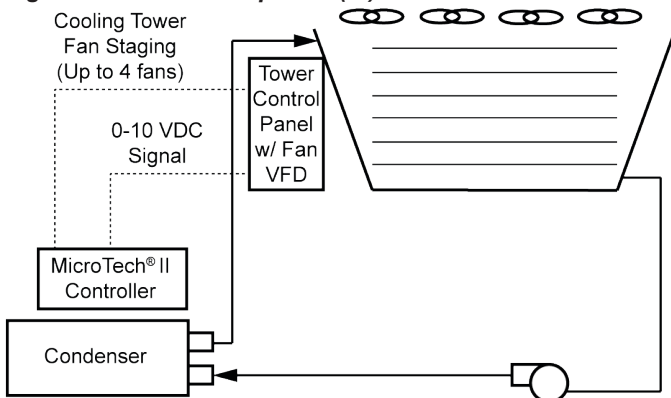 Cooling Tower
Fan Staging
(Up to 4 fans)
0-10 VDC
Signal
Tower
Control
Panel
w/ Fan
VFD
MicroTech® II
Controller
Condenser